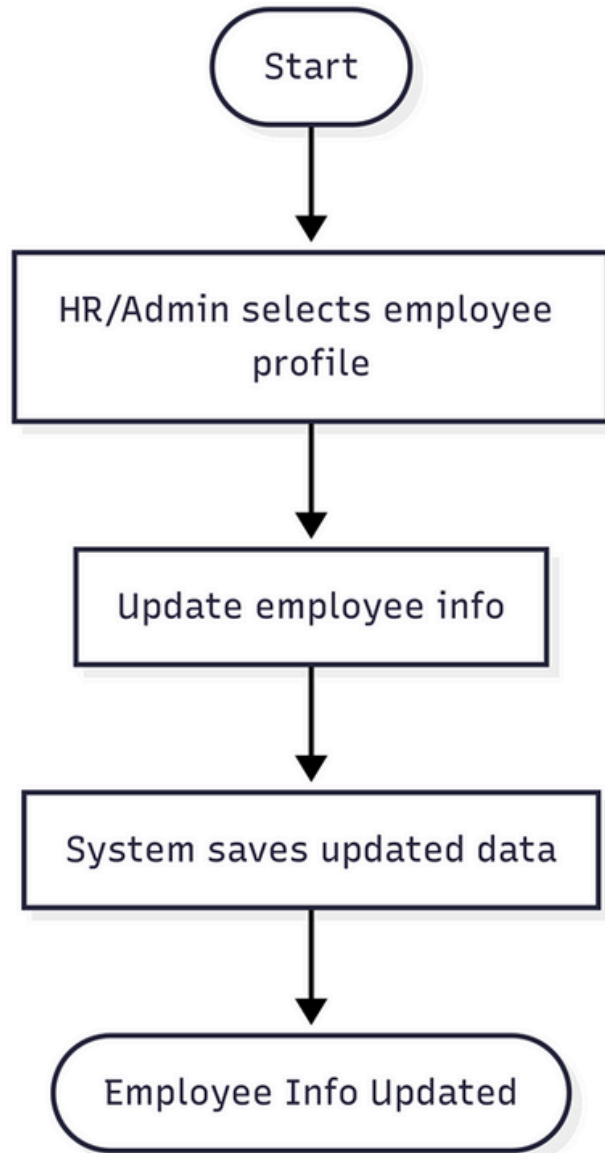 Start
HR/Admin selects employee
profile
Update employee info
System saves updated data
Employee Info Updated